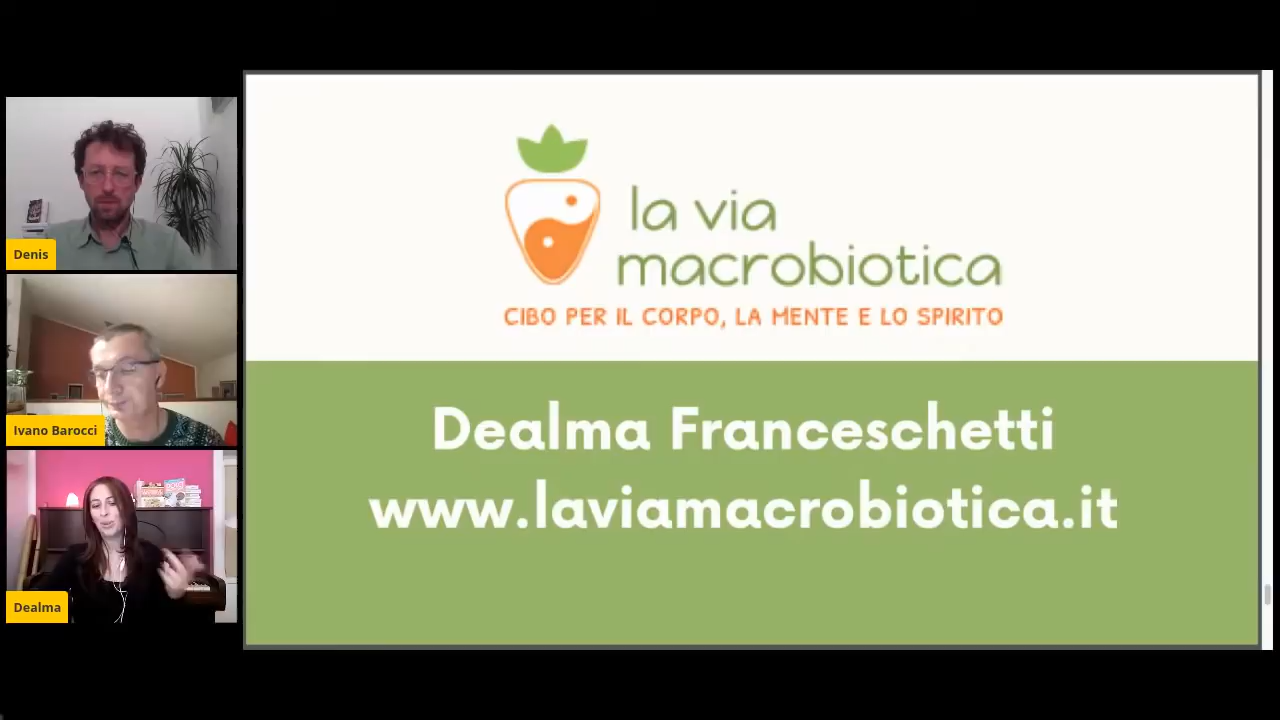 Denis
Ivano Barocci
Dealma
la via
macrobiotica
CIBO PER IL CORPO, LA MENTE E LO SPIRITO
Dealma Franceschetti
www.laviamacrobiotica.it